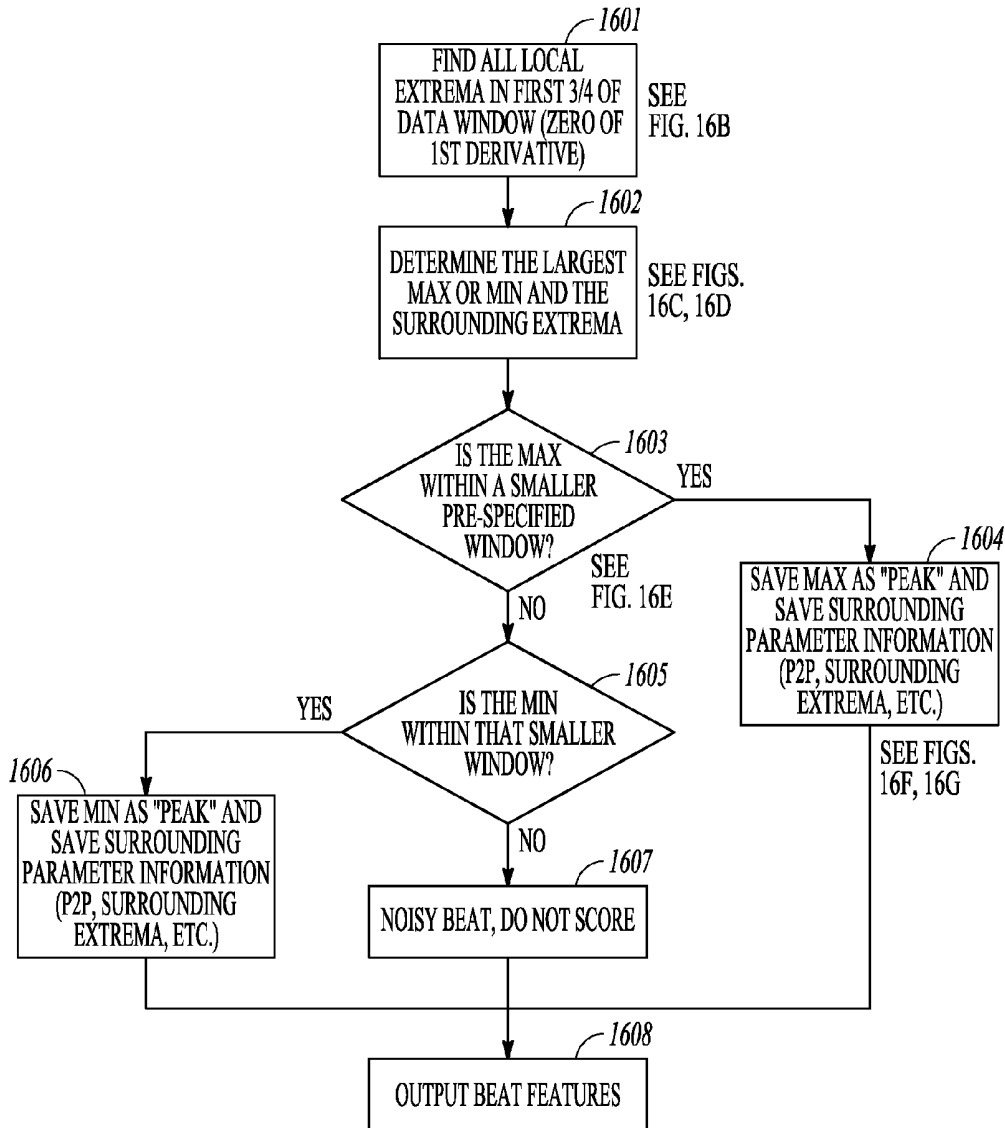 1601
FIND ALL LOCAL
EXTREMA IN FIRST 3/4 OF
DATA WINDOW (ZERO OF
1ST DERIVATIVE)
SEE
FIG. 16B
1602
DETERMINE THE LARGEST
MAX OR MIN AND THE
SURROUNDING EXTREMA
SEE FIGS.
16C, 16D
1603
IS THE MAX
WITHIN A SMALLER
PRE-SPECIFIED
WINDOW?
YES
SEE
FIG. 16E
NO
1604
SAVE MAX AS "PEAK" AND
SAVE SURROUNDING
PARAMETER INFORMATION
(P2P, SURROUNDING
EXTREMA, ETC.)
SEE FIGS.
16F, 16G
1605
IS THE MIN
WITHIN THAT SMALLER
WINDOW?
YES
NO
1606
SAVE MIN AS "PEAK" AND
SAVE SURROUNDING
PARAMETER INFORMATION
(P2P, SURROUNDING
EXTREMA, ETC.)
1607
NOISY BEAT, DO NOT SCORE
1608
OUTPUT BEAT FEATURES